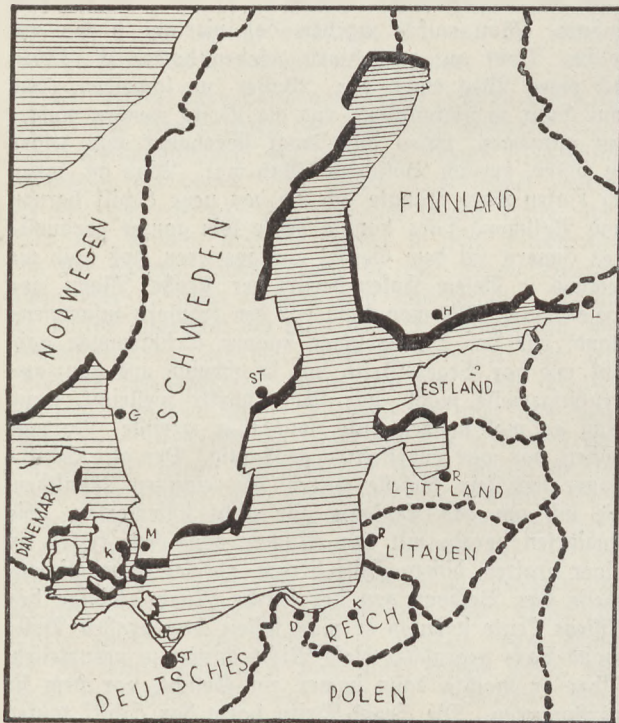 NORWEGEN
SCHWEDEN
FINNLAND
H
L
ST
G
ESTLAND
DÄNEMARK
K
M
R
LETTLAND
R
LITAUEN
D
K
REICH
ST
DEUTSCHES
POLEN